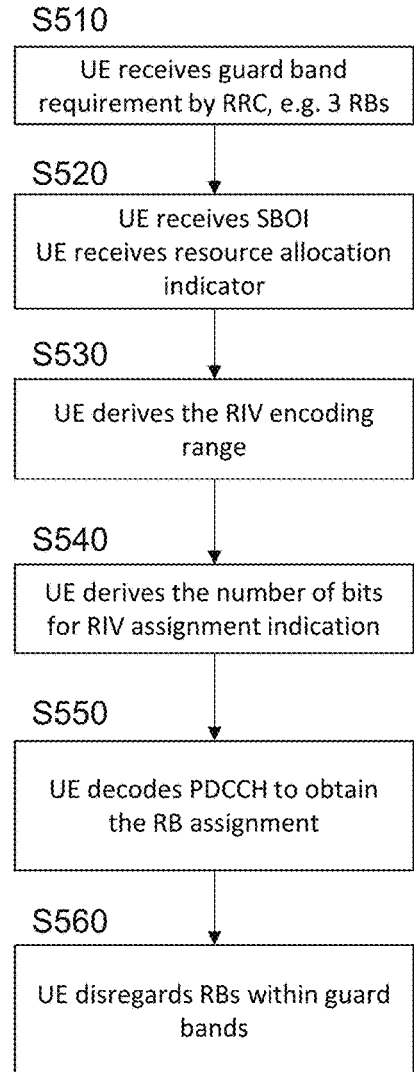 S510
UE receives guard band
requirement by RRC, e.g. 3 RBs
S520
UE receives SBOI
UE receives resource allocation
indicator
S530
UE derives the RIV encoding
range
S540
UE derives the number of bits
for RIV assignment indication
S550
UE decodes PDCCH to obtain
the RB assignment
S560
UE disregards RBs within guard
bands